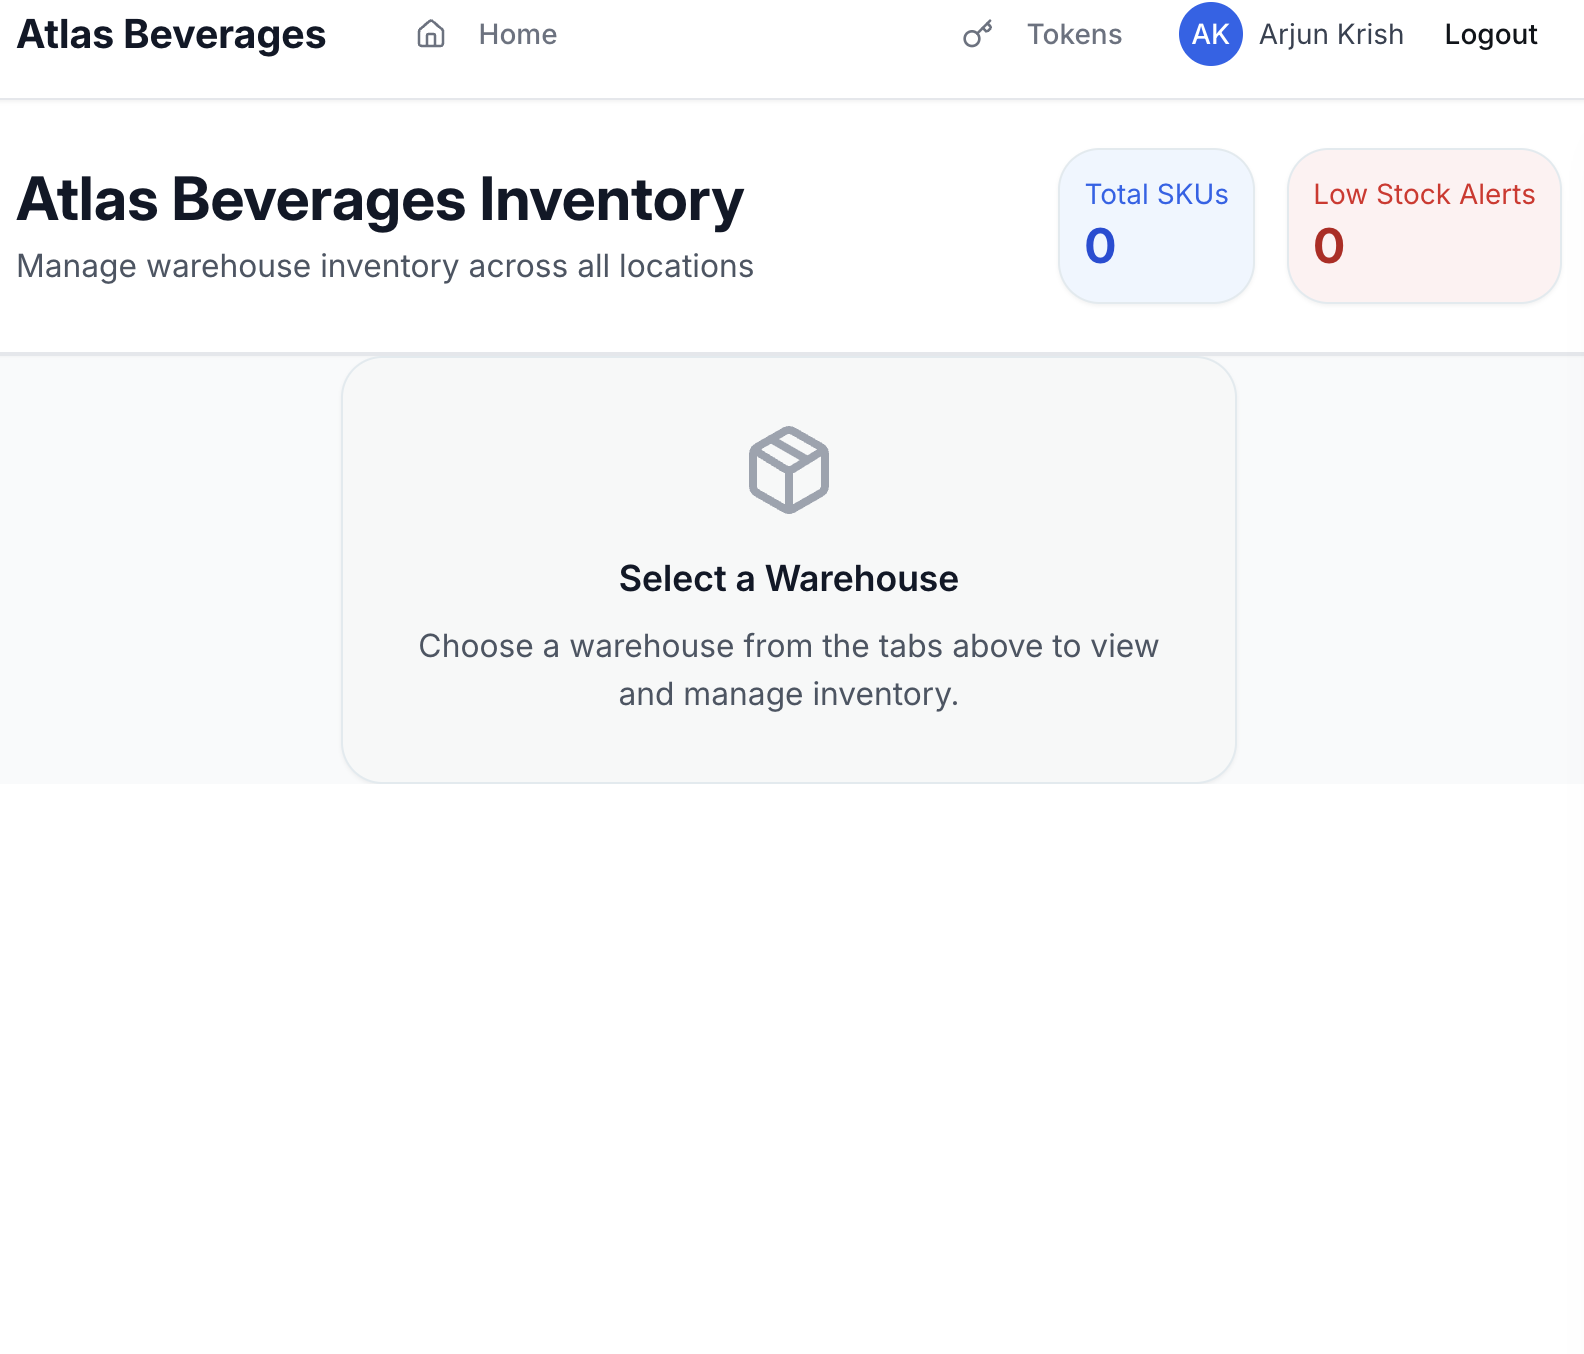 Atlas Beverages
Home
Tokens
AK
Arjun Krish
Logout
Atlas Beverages Inventory
Manage warehouse inventory across all locations
Total SKUs
0
Low Stock Alerts
0
Select a Warehouse
Choose a warehouse from the tabs above to view
and manage inventory.